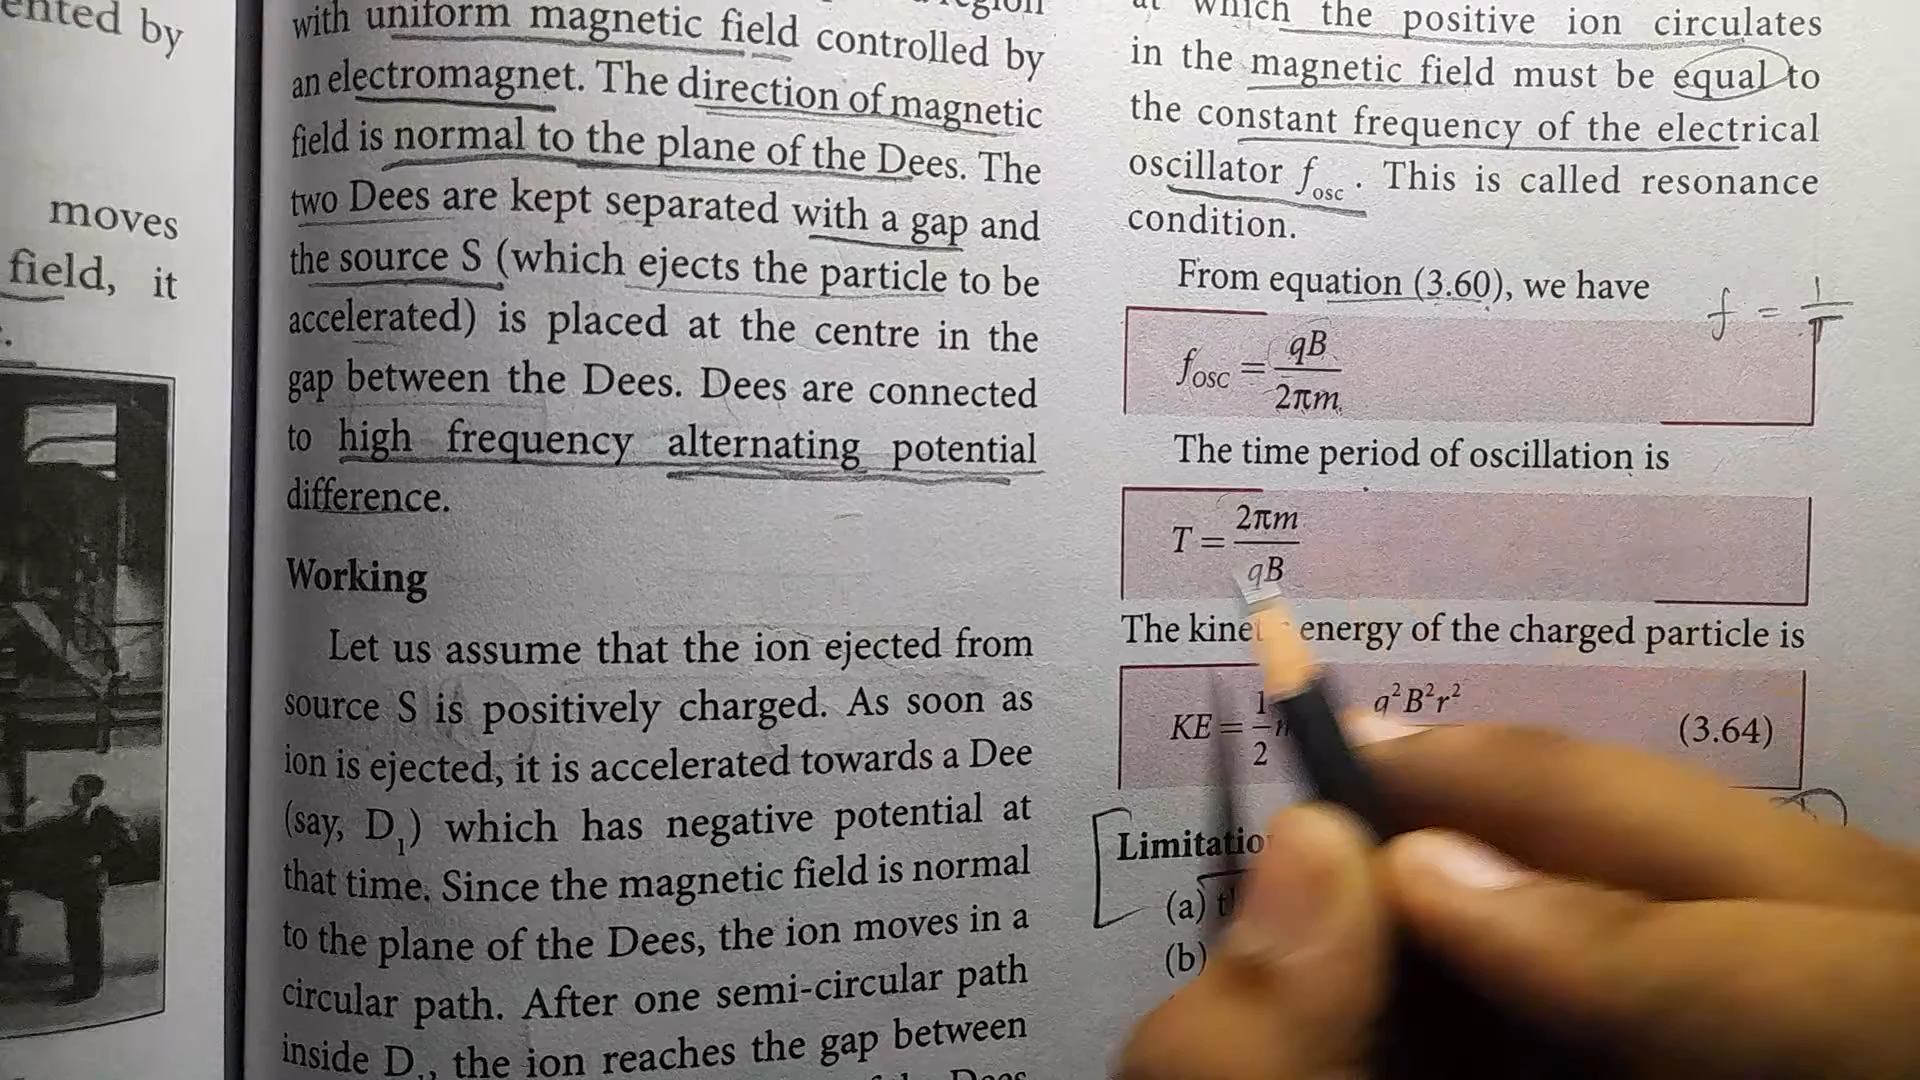 ented by
moves
field, it
with uniform magnetic field controlled by
an electromagnet. The direction of magnetic
field is normal to the plane of the Dees. The
two Dees are kept separated with a gap and
the source S (which ejects the particle to be
accelerated) is placed at the centre in the
gap between the Dees. Dees are connected
to high frequency alternating potential
difference.
Working
Let us assume that the ion ejected from
source S is positively charged. As soon as
ion is ejected, it is accelerated towards a Dee
(say, D₁) which has negative potential at
that time. Since the magnetic field is normal
to the plane of the Dees, the ion moves in a
circular path. After one semi-circular path
inside D₁, the ion reaches the gap between
Dees
which the positive ion circulates
in the magnetic field must be equal to
the constant frequency of the electrical
oscillator f_osc. This is called resonance
condition.
From equation (3.60), we have
f = 1/T
f_OSC = qB/2πm
The time period of oscillation is
T = 2πm/qB
The energy of the charged particle is
KE = 1/2 q²B²r² (3.64)
(a)
(b)